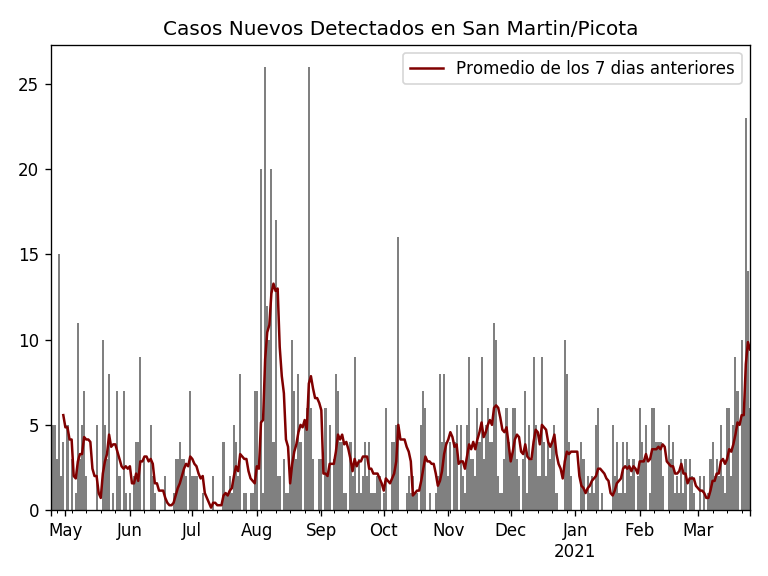 Casos Nuevos Detectados en San Martin/Picota
Promedio de los 7 dias anteriores
25
20
15
10
5
0
May Jun Jul Aug Sep Oct Nov Dec Jan Feb Mar
2021